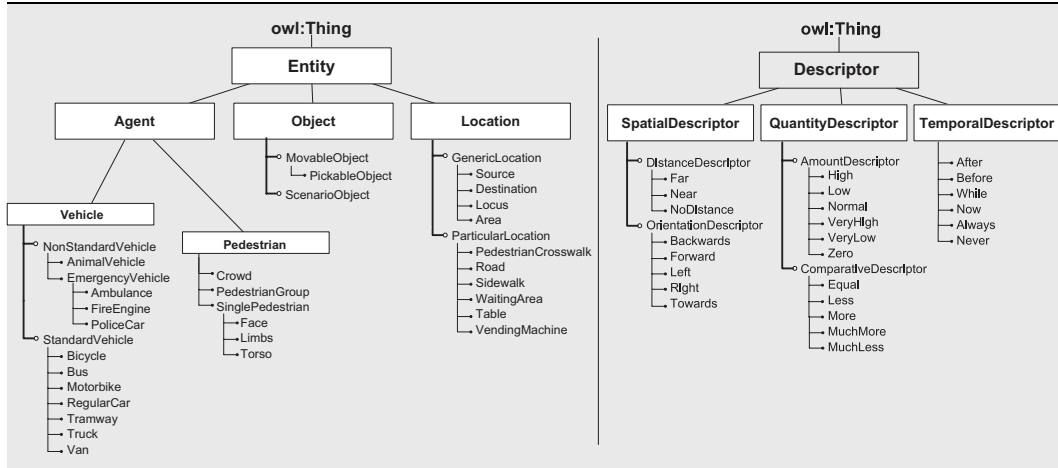 owl:Thing
Entity
Agent
Object
Location
Vehicle
NonStandardVehicle
AnimalVehicle
EmergencyVehicle
Ambulance
FireEngine
PoliceCar
StandardVehicle
Bicycle
Bus
Motorbike
RegularCar
Tramway
Truck
Van
Pedestrian
Crowd
PedestrianGroup
SinglePedestrian
Face
Limbs
Torso
MovableObject
PickableObject
ScenarioObject
GenericLocation
Source
Destination
Locus
Area
ParticularLocation
PedestrianCrosswalk
Road
Sidewalk
WaitingArea
Table
VendingMachine
owl:Thing
Descriptor
SpatialDescriptor
QuantityDescriptor
TemporalDescriptor
DistanceDescriptor
Far
Near
NoDistance
OrientationDescriptor
Backwards
Forward
Left
Right
Towards
AmountDescriptor
High
Low
Normal
VeryHigh
VeryLow
Zero
ComparativeDescriptor
Equal
Less
More
MuchMore
MuchLess
After
Before
While
Now
Always
Never